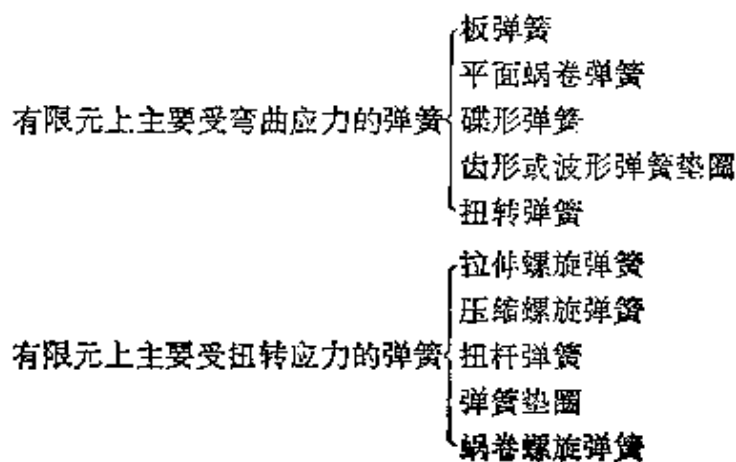 有限元上主要受弯曲应力的弹簧
板弹簧
平面蜗卷弹簧
碟形弹簧
齿形或波形弹簧垫圈
扭转弹簧
有限元上主要受扭转应力的弹簧
拉伸螺旋弹簧
压缩螺旋弹簧
扭杆弹簧
弹簧垫圈
蜗卷螺旋弹簧